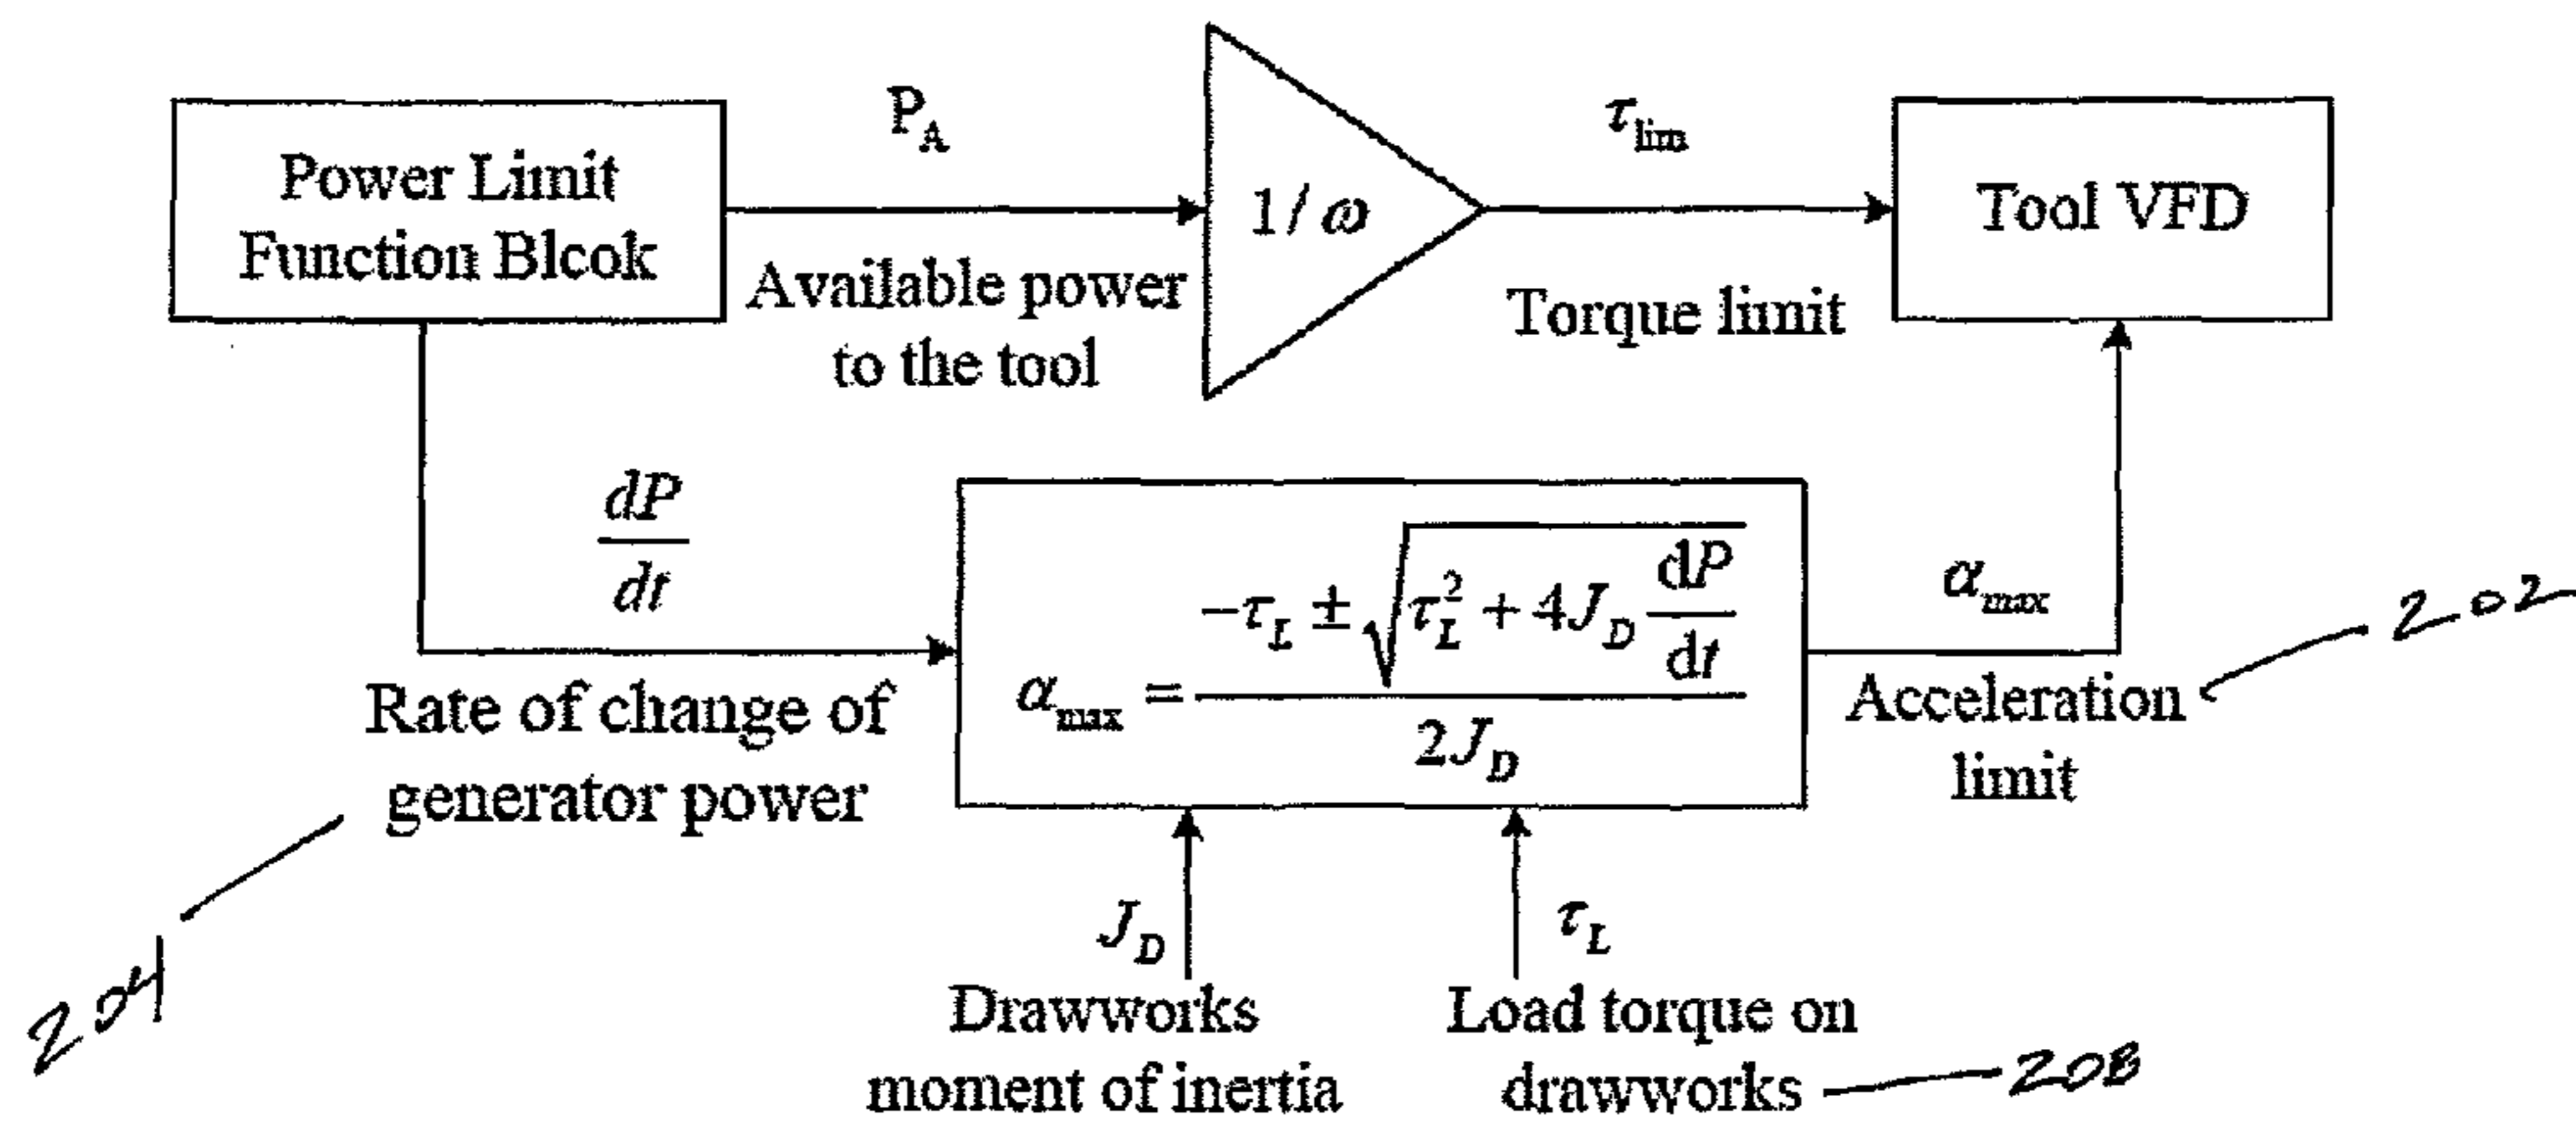 Power Limit
Function Blcok
P_A
Available power
to the tool
1/ω
τ_lim
Torque limit
Tool VFD
dP
dt
Rate of change of
generator power
204
α_max = (-τ_L ± √(τ_L^2 + 4J_D dP/dt)) / 2J_D
α_max
Acceleration
limit
202
J_D
Drawworks
moment of inertia
τ_L
Load torque on
drawworks
208